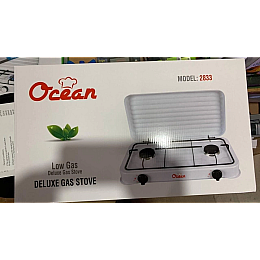 Ocean
MODEL: 2833
Low Gas
Deluxe Gas Stove
DELUXE GAS STOVE
Ocean